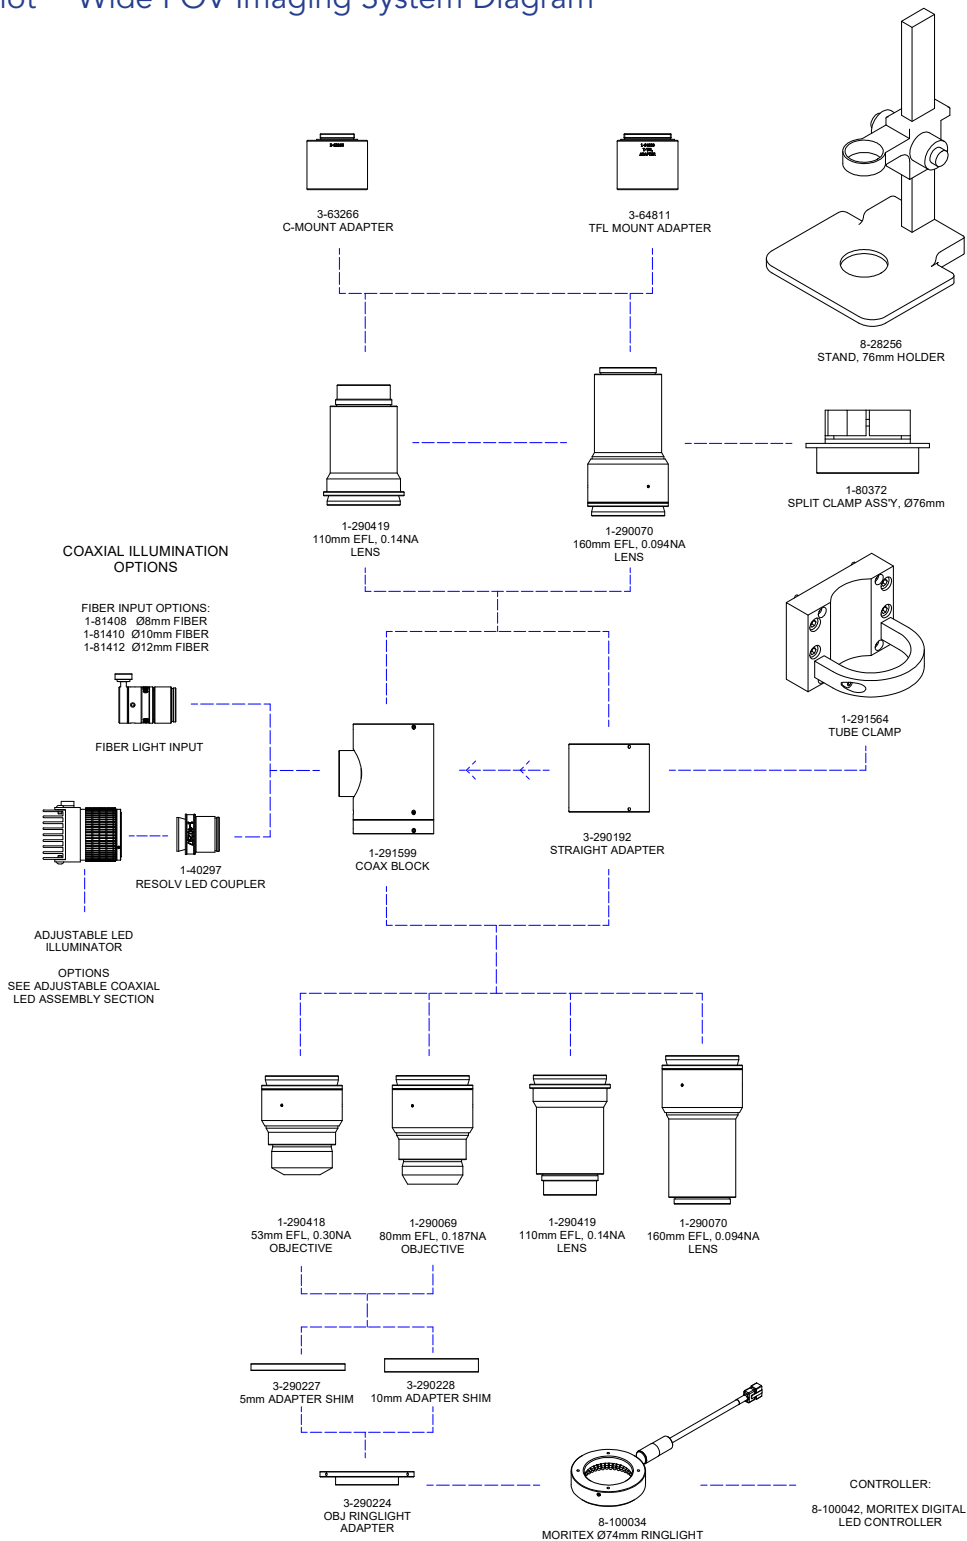 Wide FOV Imaging System Diagram
3-63266
C-MOUNT ADAPTER
3-64811
TFL MOUNT ADAPTER
8-28256
STAND, 76mm HOLDER
1-290419
110mm EFL, 0.14NA
LENS
1-290070
160mm EFL, 0.094NA
LENS
1-80372
SPLIT CLAMP ASS'Y, Ø76mm
COAXIAL ILLUMINATION
OPTIONS
FIBER INPUT OPTIONS:
1-81408 Ø8mm FIBER
1-81410 Ø10mm FIBER
1-81412 Ø12mm FIBER
FIBER LIGHT INPUT
1-291564
TUBE CLAMP
1-40297
RESOLV LED COUPLER
1-291599
COAX BLOCK
3-290192
STRAIGHT ADAPTER
ADJUSTABLE LED
ILLUMINATOR
OPTIONS
SEE ADJUSTABLE COAXIAL
LED ASSEMBLY SECTION
1-290418
53mm EFL, 0.30NA
OBJECTIVE
1-290069
80mm EFL, 0.187NA
OBJECTIVE
1-290419
110mm EFL, 0.14NA
LENS
1-290070
160mm EFL, 0.094NA
LENS
3-290227
5mm ADAPTER SHIM
3-290228
10mm ADAPTER SHIM
3-290224
OBJ RINGLIGHT
ADAPTER
8-100034
MORITEX Ø74mm RINGLIGHT
CONTROLLER:
8-100042, MORITEX DIGITAL
LED CONTROLLER